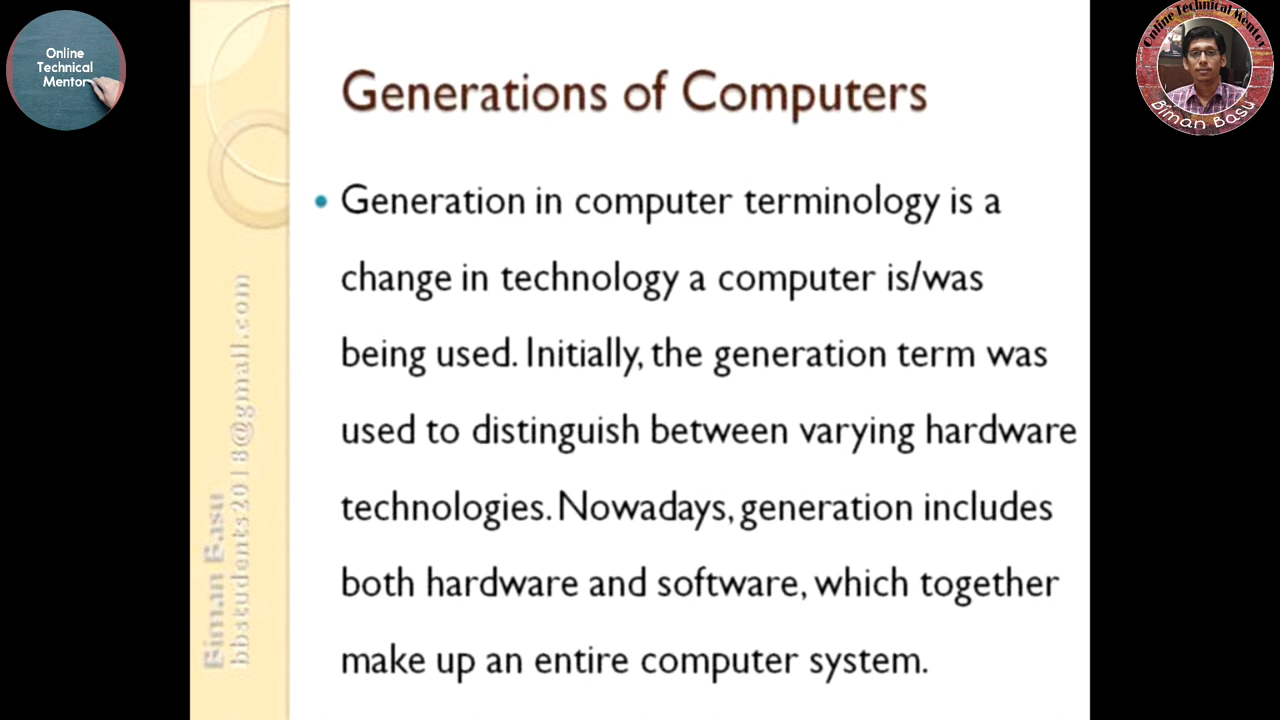 Online
Technical
Mentor
Online Technical Mentor
Biman Basu
Generations of Computers
• Generation in computer terminology is a
change in technology a computer is/was
being used. Initially, the generation term was
used to distinguish between varying hardware
technologies. Nowadays, generation includes
both hardware and software, which together
make up an entire computer system.
Biman Basu
bbstudents2018@gmail.com